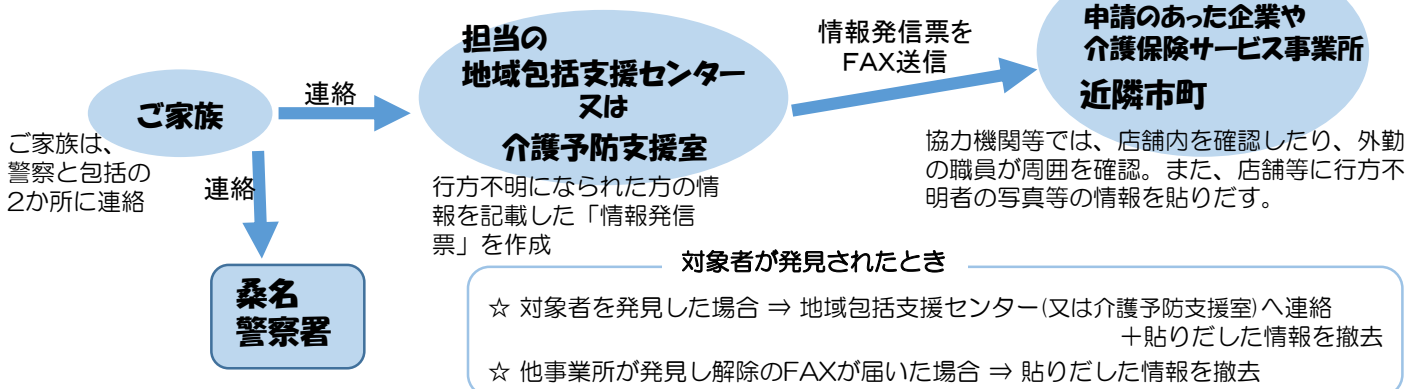 ご家族
連絡
ご家族は、
警察と包括の
2か所に連絡
連絡
桑名
警察署
担当の
地域包括支援センター
又は
介護予防支援室
行方不明になられた方の情
報を記載した「情報発信
票」を作成
情報発信票を
FAX送信
申請のあった企業や
介護保険サービス事業所
近隣市町
協力機関等では、店舗内を確認したり、外勤
の職員が周囲を確認。また、店舗等に行方不
明者の写真等の情報を貼りだす。
対象者が発見されたとき
☆ 対象者を発見した場合 ⇒ 地域包括支援センター(又は介護予防支援室)へ連絡
＋貼りだした情報を撤去
☆ 他事業所が発見し解除のFAXが届いた場合 ⇒ 貼りだした情報を撤去